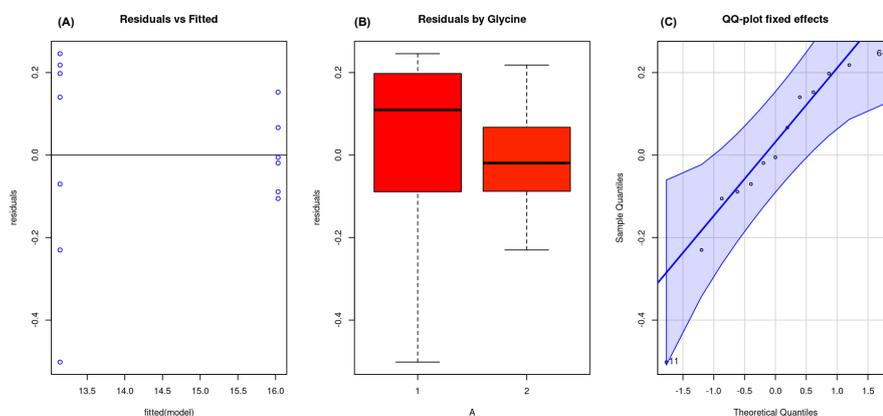 (A) Residuals vs Fitted
residuals
0.2
0.0
-0.2
-0.4
13.5 14.0 14.5 15.0 15.5 16.0
fitted(model)
(B) Residuals by Glycine
residuals
0.2
0.0
-0.2
-0.4
1 2
A
(C) QQ-plot fixed effects
Sample Quantiles
0.2
0.0
-0.2
-0.4
6
11
-1.5 -1.0 -0.5 0.0 0.5 1.0 1.5
Theoretical Quantiles